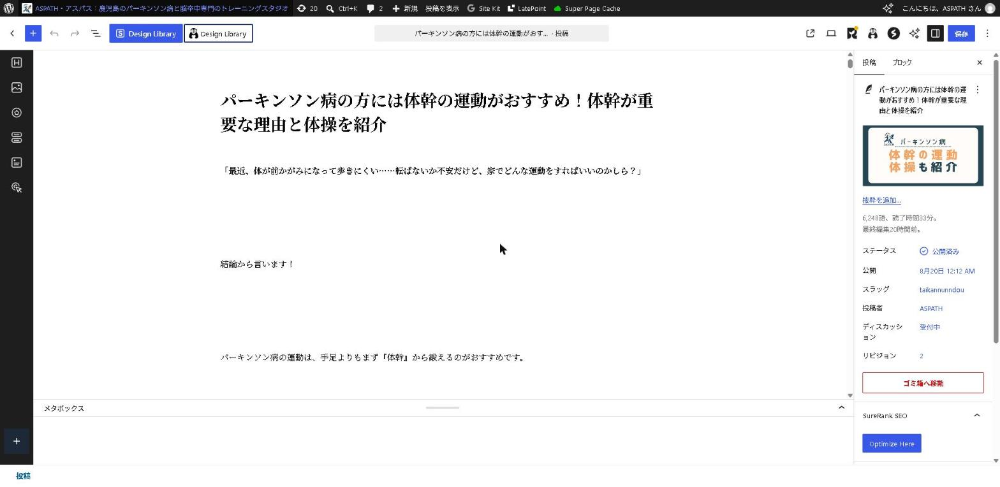 ASPATH・アスパス：鹿児島のパーキンソン病と脳卒中専門のトレーニングスタジオ 20 Ctrl+K 2 新規 投稿を表示 Site Kit LatePoint Super Page Cache こんにちは、ASPATH さん
Design Library Design Library パーキンソン病の方には体幹の運動がおす... · 投稿 保存
投稿 ブロック
パーキンソン病の方には体幹の運動がおすすめ！体幹が重
要な理由と体操を紹介
「最近、体が前かがみになって歩きにくい……転ばないか不安だけど、家でどんな運動をすればいいのかしら？」
結論から言います！
パーキンソン病の運動は、手足よりもまず『体幹』から鍛えるのがおすすめです。
メタボックス
パーキンソン病の方には体幹の運
動がおすすめ！体幹が重要な理
由と体操を紹介
パーキンソン病
体幹の運動
体操も紹介
抜粋を追加...
6,248語、読了時間33分。
最終編集20時間前。
ステータス 公開済み
公開 8月20日 12:12 AM
スラッグ taikannunndou
投稿者 ASPATH
ディスカッシ
ョン 受付中
リビジョン 2
ゴミ箱へ移動
SureRank SEO
Optimize Here
投稿